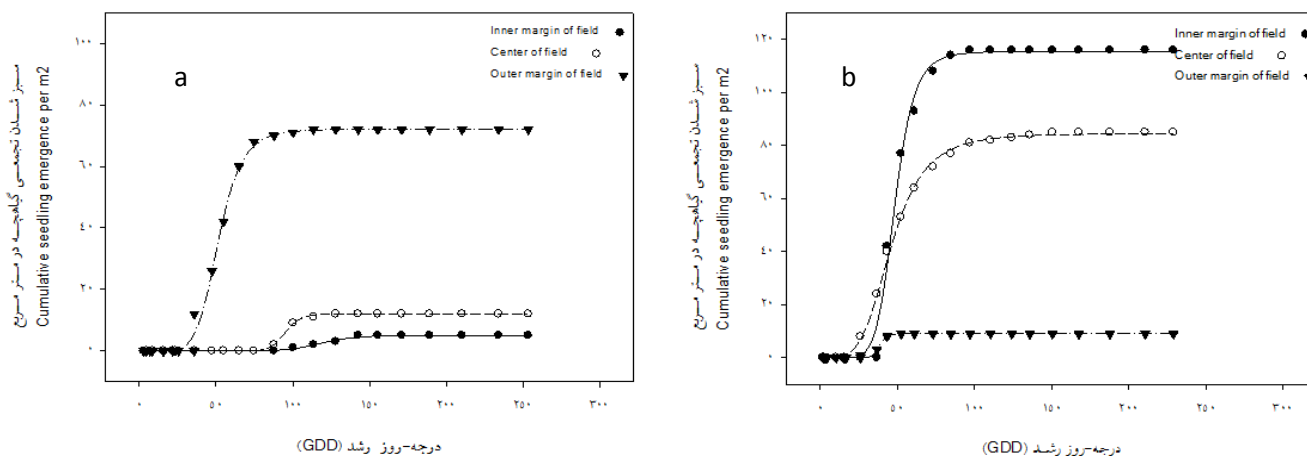 سبز شدن تجمعی گیاهچه در متر مربع
Cumulative seedling emergence per m2
۱۰۰
۸۰
۶۰
۴۰
۲۰
۰
a
Inner margin of field
Center of field
Outer margin of field
۰ ۵۰ ۱۰۰ ۱۵۰ ۲۰۰ ۲۵۰ ۳۰۰
درجه-روز رشد (GDD)
سبز شدن تجمعی گیاهچه در متر مربع
Cumulative seedling emergence per m2
۱۲۰
۱۰۰
۸۰
۶۰
۴۰
۲۰
۰
b
Inner margin of field
Center of field
Outer margin of field
۰ ۵۰ ۱۰۰ ۱۵۰ ۲۰۰ ۲۵۰ ۳۰۰
درجه-روز رشد (GDD)